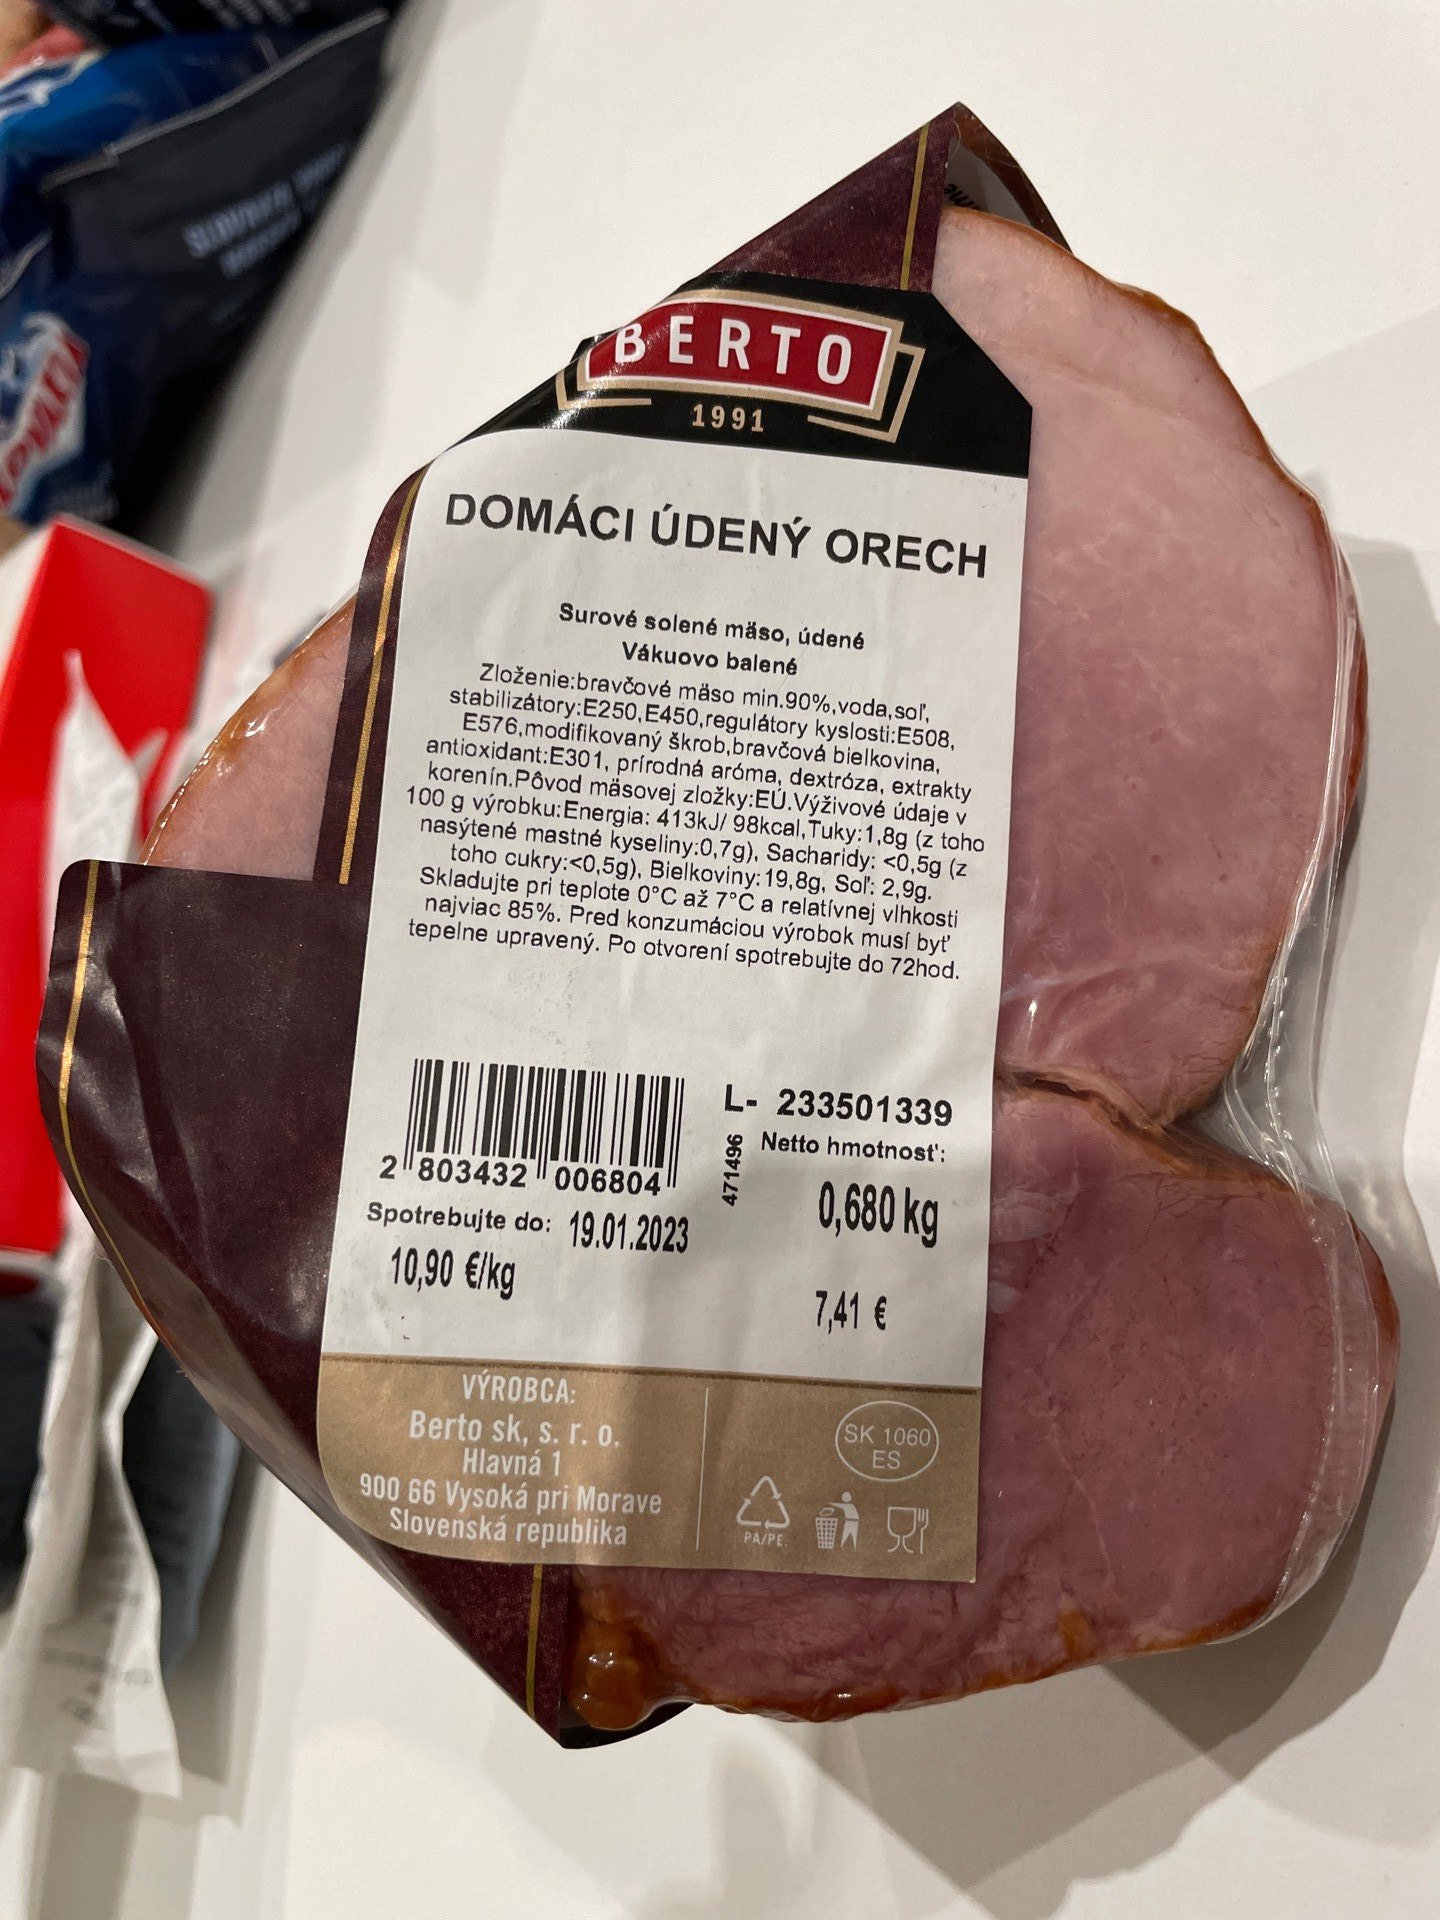 BERTO
1991
DOMÁCI ÚDENÝ ORECH
Surové solené mäso, údené
Vákuovo balené
Zloženie:bravčové mäso min.90%,voda,soľ,
stabilizátory:E250,E450,regulátory kyslosti:E508,
E576,modifikovaný škrob,bravčová bielkovina,
antioxidant:E301, prírodná aróma, dextróza, extrakty
korenín.Pôvod mäsovej zložky:EÚ.Výživové údaje v
100 g výrobku:Energia: 413kJ/ 98kcal,Tuky:1,8g (z toho
nasýtené mastné kyseliny:0,7g), Sacharidy: <0,5g (z
toho cukry:<0,5g), Bielkoviny:19,8g, Soľ: 2,9g.
Skladujte pri teplote 0°C až 7°C a relatívnej vlhkosti
najviac 85%. Pred konzumáciou výrobok musí byť
tepelne upravený. Po otvorení spotrebujte do 72hod.
L- 233501339
471496
Netto hmotnosť:
0,680 kg
2 803432 006804
Spotrebujte do: 19.01.2023
10,90 €/kg
7,41 €
VÝROBCA:
Berto sk, s. r. o.
Hlavná 1
900 66 Vysoká pri Morave
Slovenská republika
SK 1060
ES
PA/PE